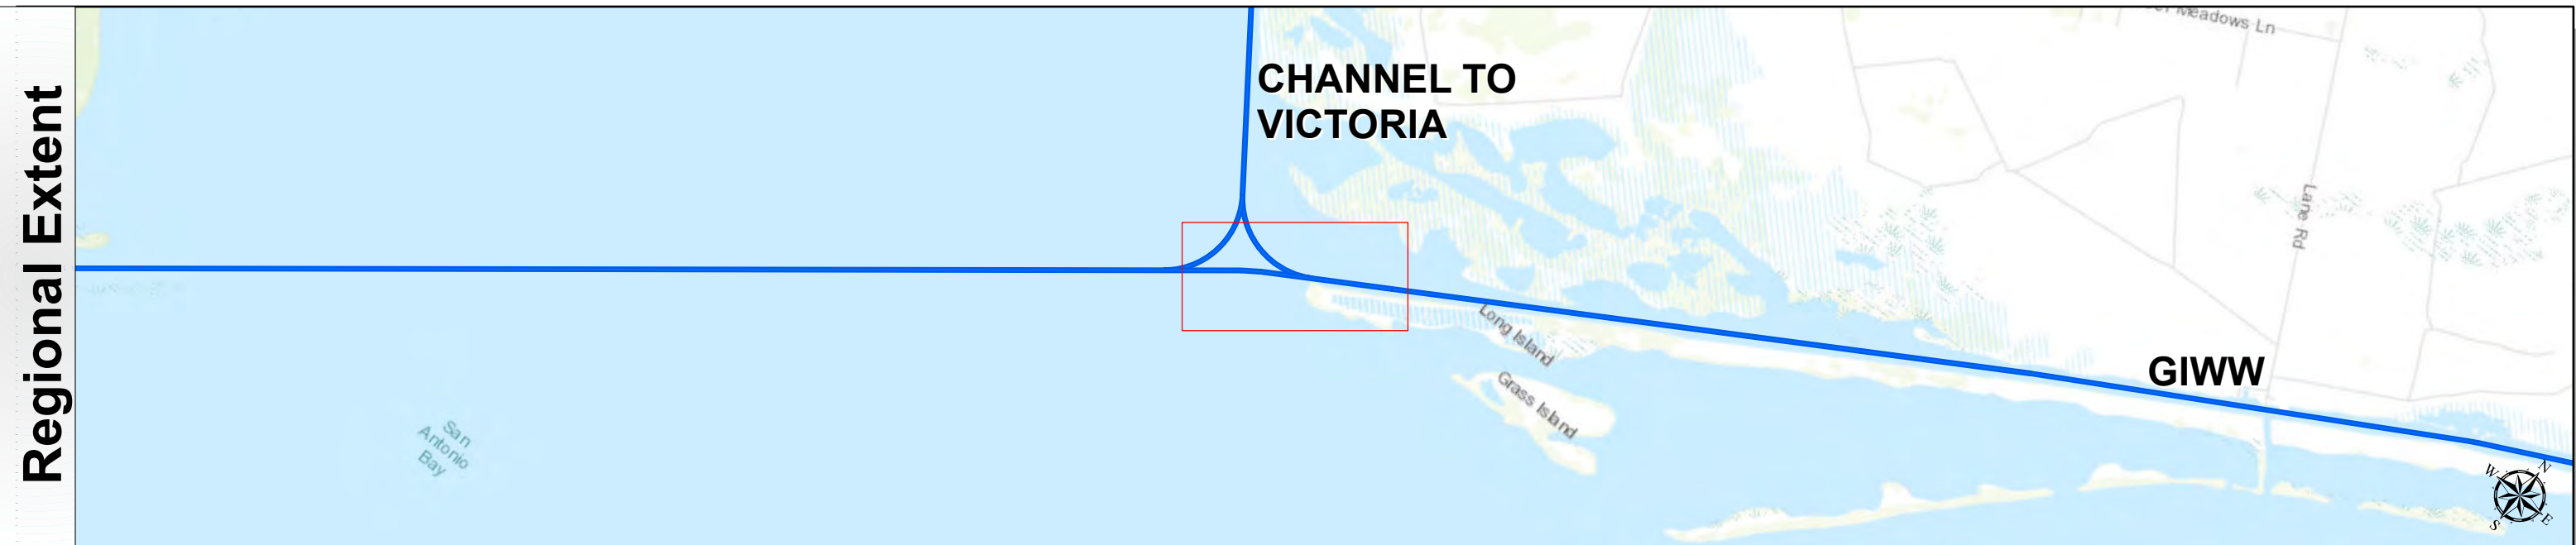 Regional Extent
Meadows Ln
CHANNEL TO
VICTORIA
Lane Rd
Long Island
GIWW
Grass Island
San
Antonio
Bay
N
W
E
S